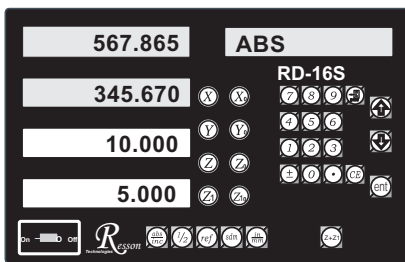 567.865
ABS
345.670
10.000
5.000
RD-16S
X X₀
Y Y₀
Z Z₀
Z1 Z1₀
7 8 9
4 5 6
1 2 3
± 0 • CE
ent
On Off
Resson
Technologies
abs/inc 1/2 ref sdm in/mm
Z+Z1